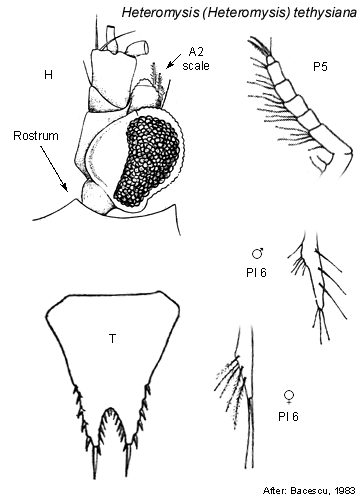 Heteromysis (Heteromysis) tethysiana
A2
scale
H
P5
Rostrum
♂
Pl 6
T
♀
Pl 6
After: Bacescu, 1983